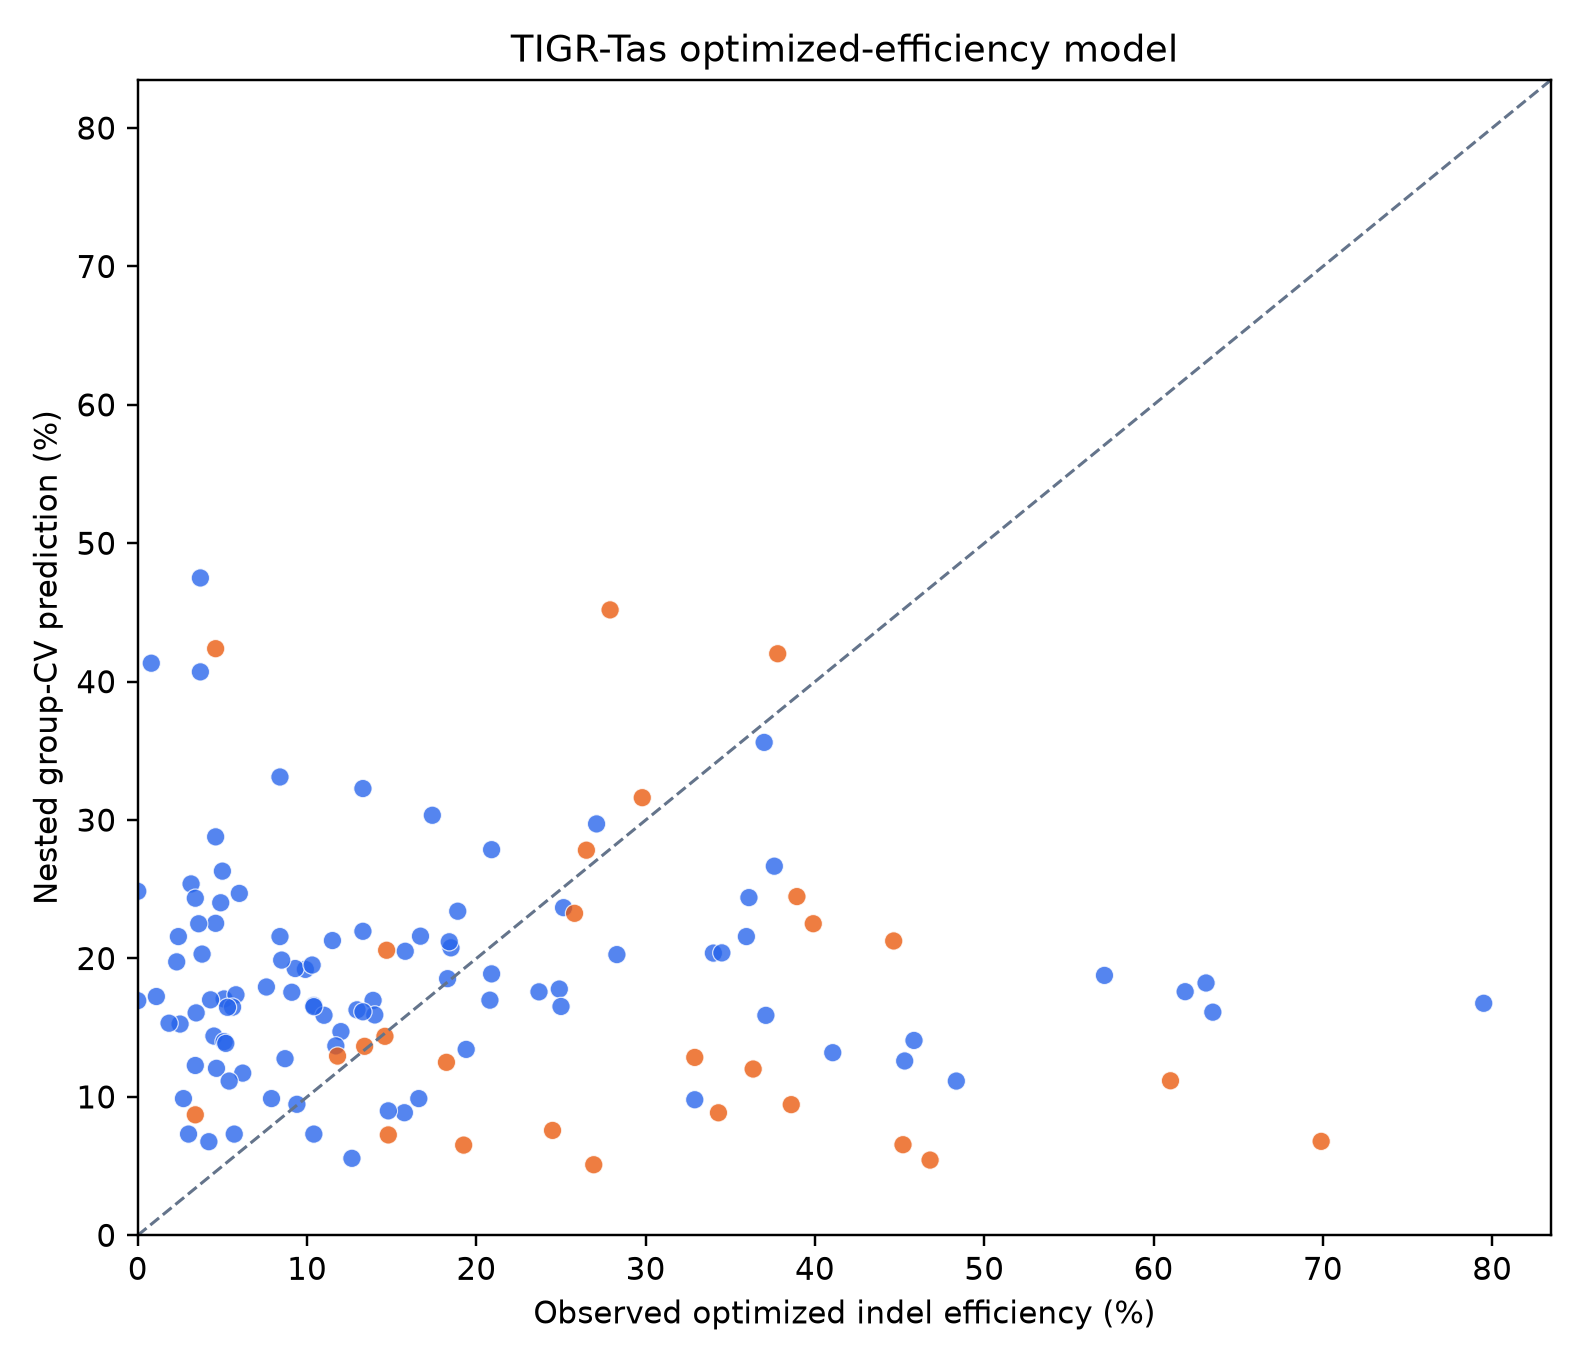 TIGR-Tas optimized-efficiency model
80
70
60
50
40
30
20
10
0
Nested group-CV prediction (%)
0 10 20 30 40 50 60 70 80
Observed optimized indel efficiency (%)